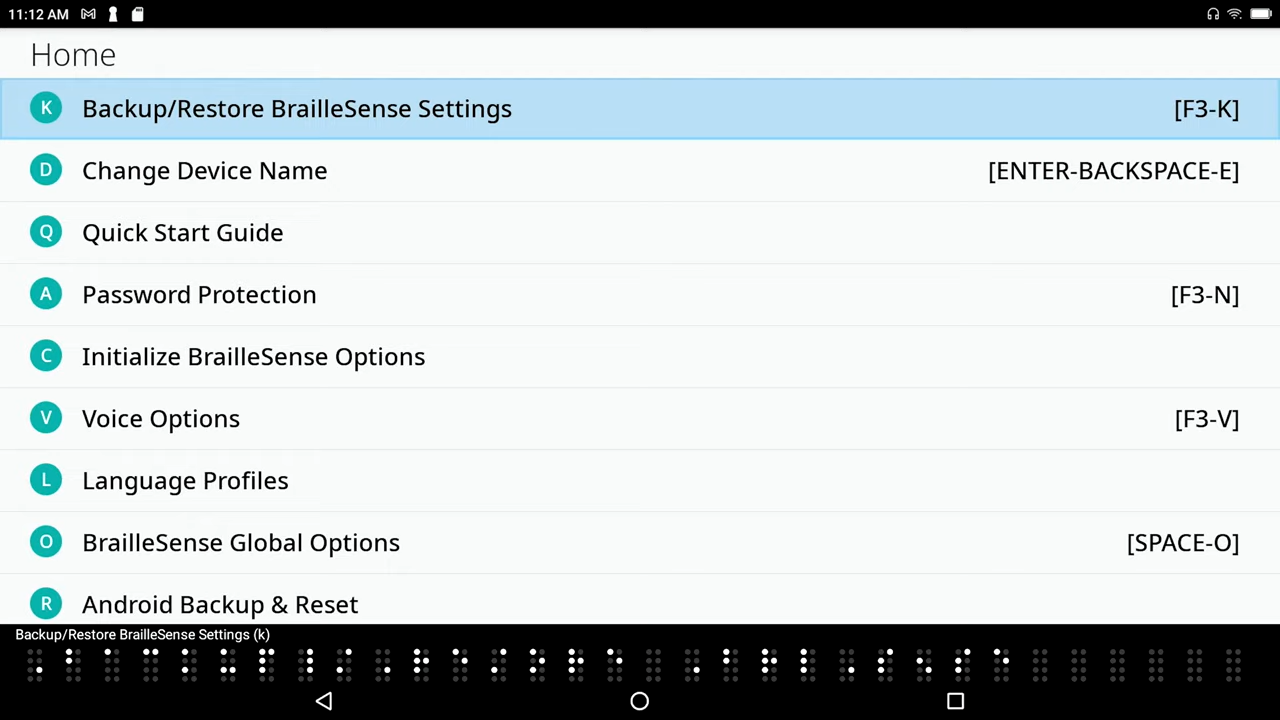 11:12 AM
Home
K Backup/Restore BrailleSense Settings [F3-K]
D Change Device Name [ENTER-BACKSPACE-E]
Q Quick Start Guide
A Password Protection [F3-N]
C Initialize BrailleSense Options
V Voice Options [F3-V]
L Language Profiles
O BrailleSense Global Options [SPACE-O]
R Android Backup & Reset
Backup/Restore BrailleSense Settings (k)